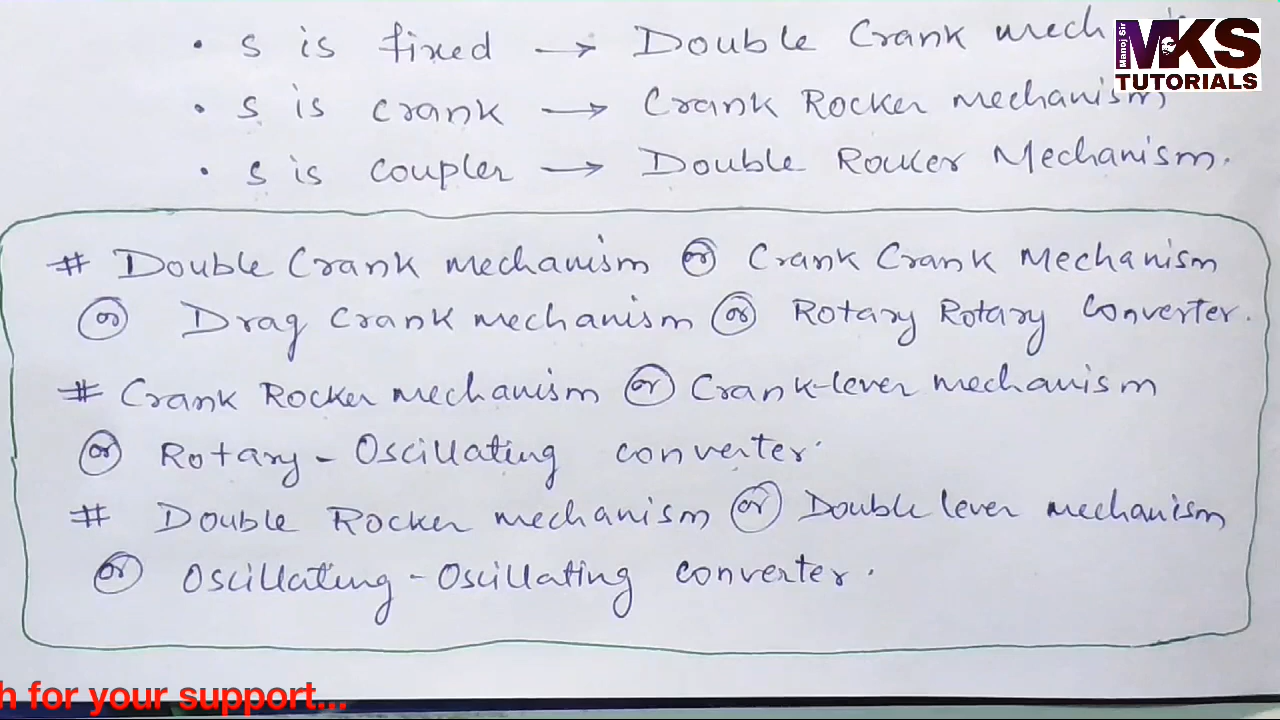 • s is fixed → Double Crank mech
• s is crank → Crank Rocker mechanism
• s is coupler → Double Rocker Mechanism.
# Double Crank mechanism or Crank Crank Mechanism
or Drag Crank mechanism or Rotary Rotary Converter.
# Crank Rocker mechanism or Crank-lever mechanism
or Rotary - Oscillating converter.
# Double Rocker mechanism or Double lever mechanism
or Oscillating - Oscillating converter.
Manoj Sir
MKS
TUTORIALS
h for your support...